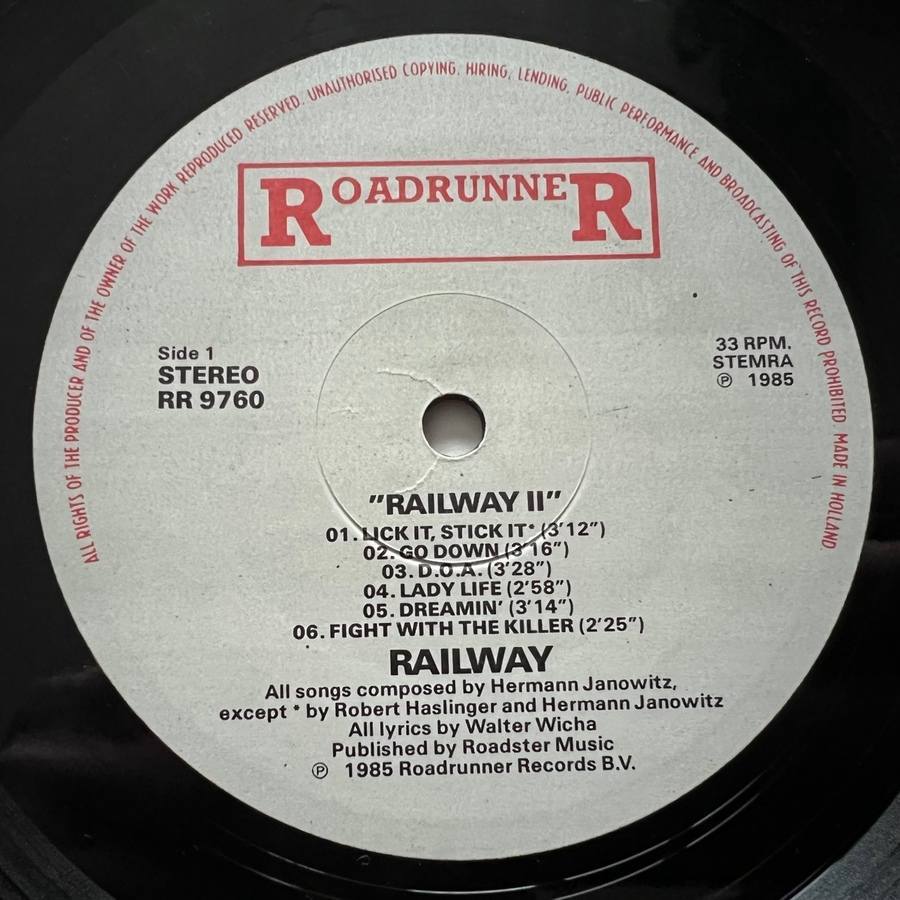 ALL RIGHTS OF THE PRODUCER AND OF THE OWNER OF THE WORK REPRODUCED RESERVED. UNAUTHORISED COPYING, HIRING, LENDING, PUBLIC PERFORMANCE AND BROADCASTING OF THIS RECORD PROHIBITED. MADE IN HOLLAND.
ROADRUNNER
Side 1
STEREO
RR 9760
33 RPM.
STEMRA
℗ 1985
"RAILWAY II"
01. LICK IT, STICK IT* (3'12")
02. GO DOWN (3'16")
03. D.O.A. (3'28")
04. LADY LIFE (2'58")
05. DREAMIN' (3'14")
06. FIGHT WITH THE KILLER (2'25")
RAILWAY
All songs composed by Hermann Janowitz,
except * by Robert Haslinger and Hermann Janowitz
All lyrics by Walter Wicha
Published by Roadster Music
℗ 1985 Roadrunner Records B.V.